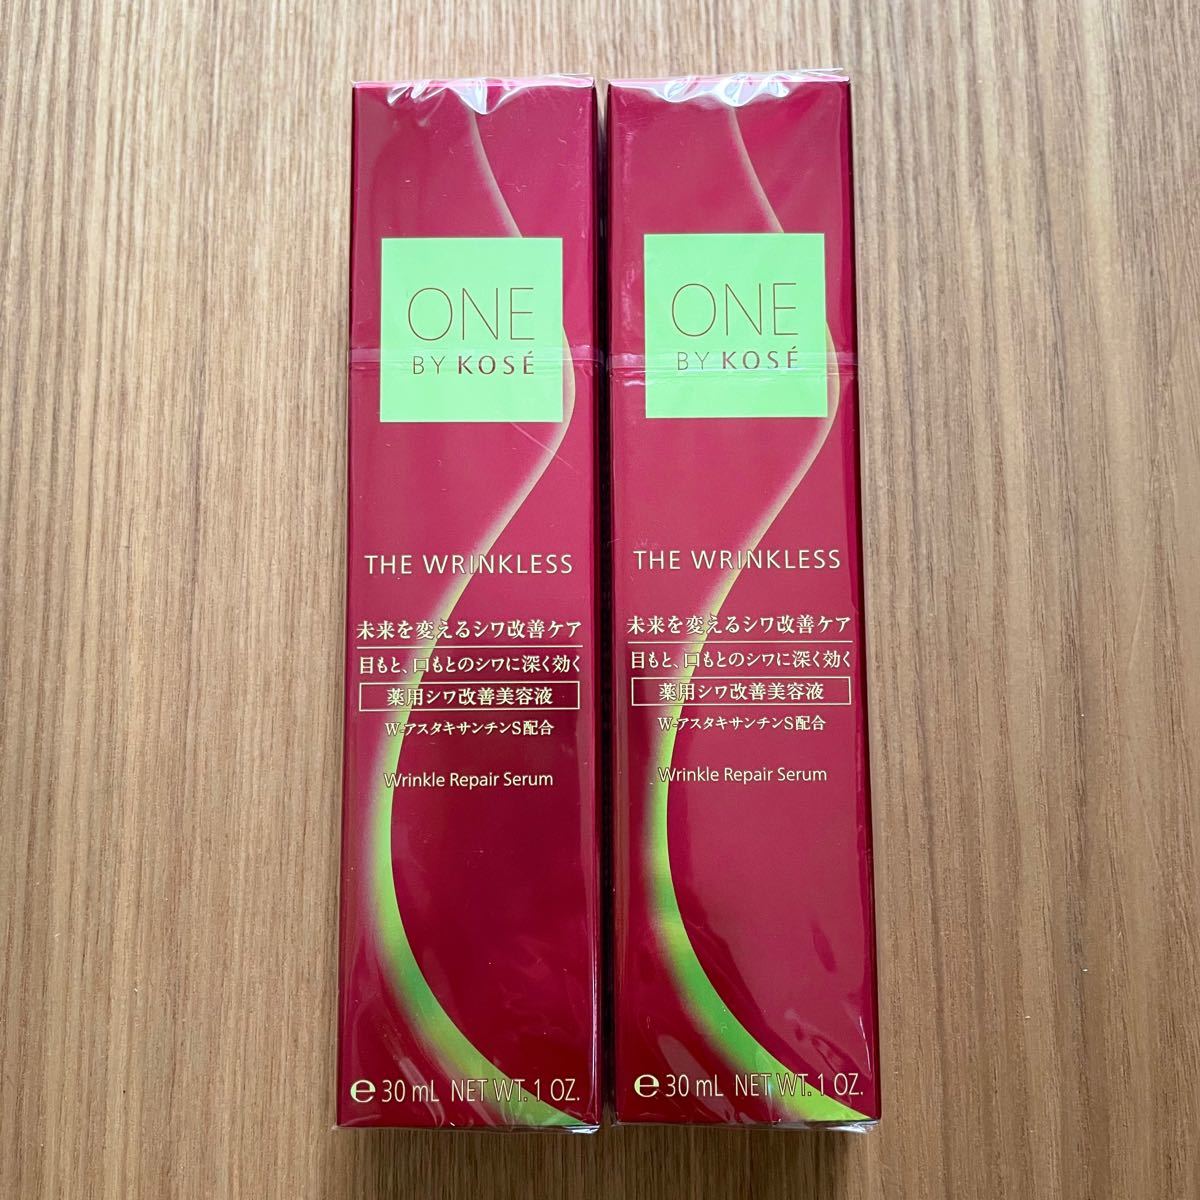 ONE
BY KOSÉ
THE WRINKLESS
未来を変えるシワ改善ケア
目もと、口もとのシワに深く効く
薬用シワ改善美容液
W-アスタキサンチンS配合
Wrinkle Repair Serum
℮ 30 mL NET WT. 1 OZ.
ONE
BY KOSÉ
THE WRINKLESS
未来を変えるシワ改善ケア
目もと、口もとのシワに深く効く
薬用シワ改善美容液
W-アスタキサンチンS配合
Wrinkle Repair Serum
℮ 30 mL NET WT. 1 OZ.